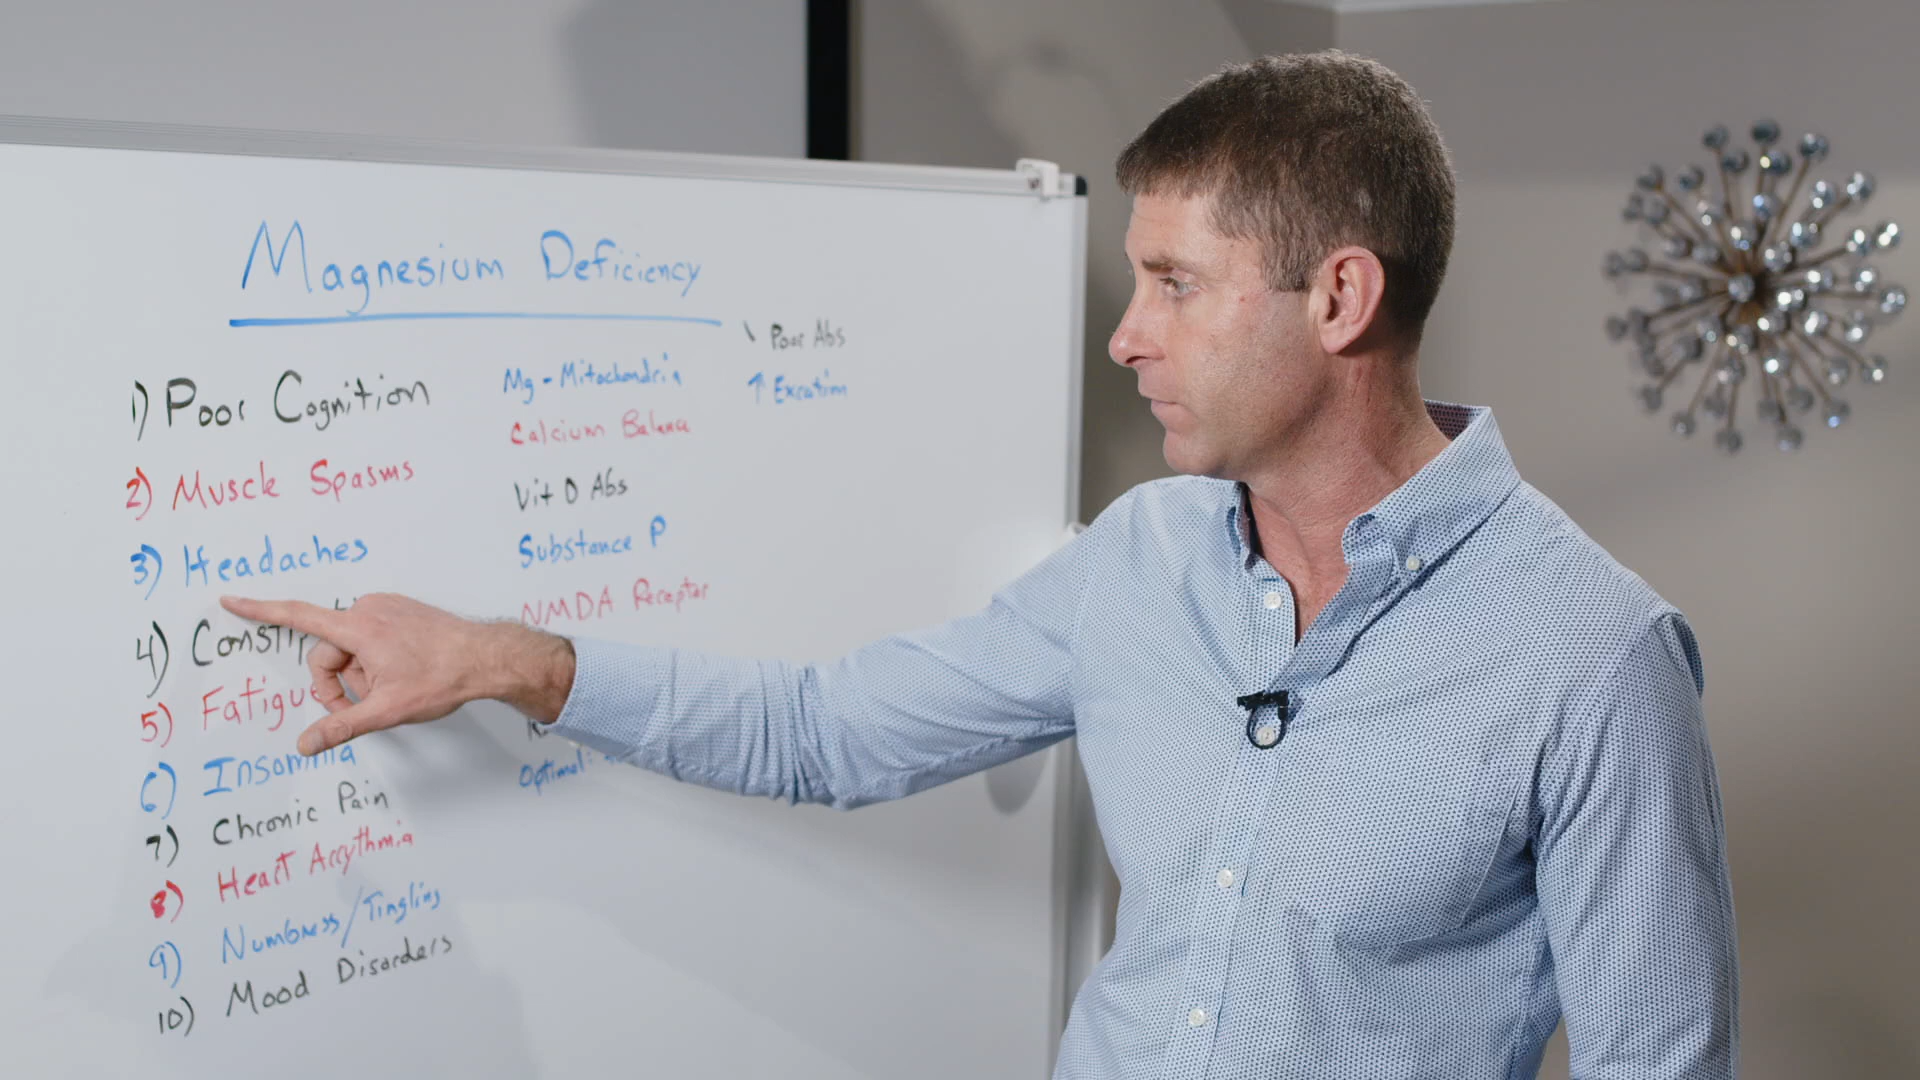 Magnesium Deficiency
1) Poor Cognition
2) Muscle Spasms
3) Headaches
4) Constip
5) Fatigue
6) Insomnia
7) Chronic Pain
8) Heart Arrythmia
9) Numbness/Tingling
10) Mood Disorders
Mg - Mitochondria
Calcium Balance
Vit D Abs
Substance P
NMDA Receptor
Optimal:
\ Poor Abs
↑ Excretion